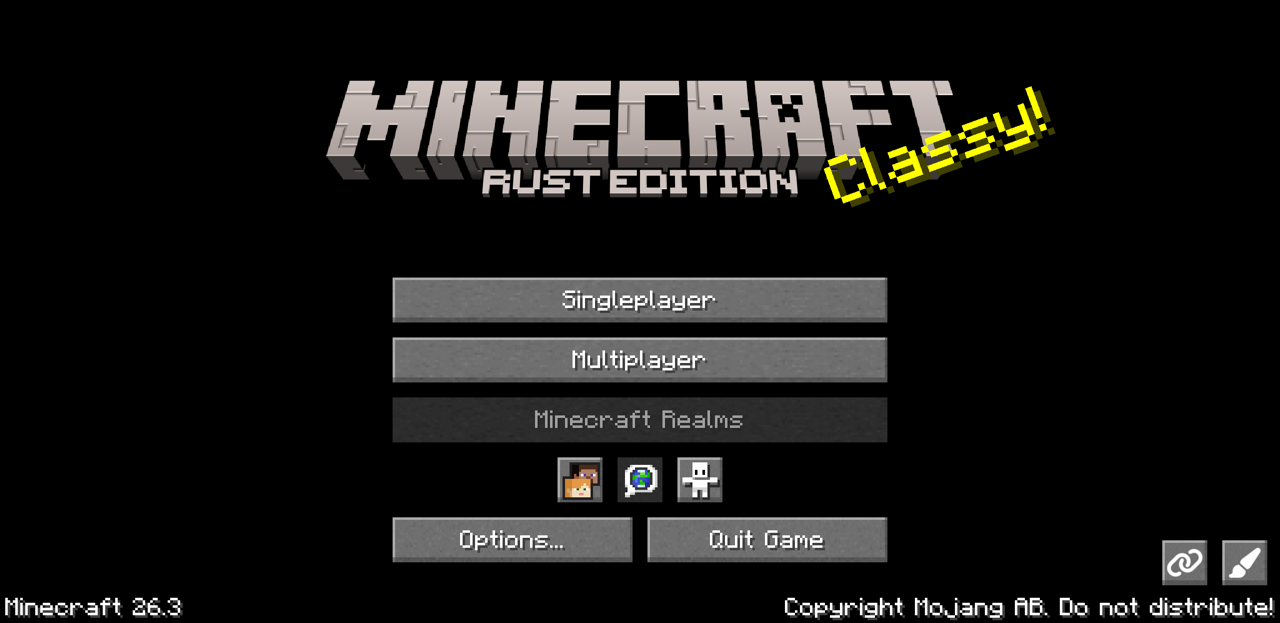 MINECRAFT
RUST EDITION
Classy!
Singleplayer
Multiplayer
Minecraft Realms
Options...
Quit Game
Minecraft 26.3
Copyright Mojang AB. Do not distribute!